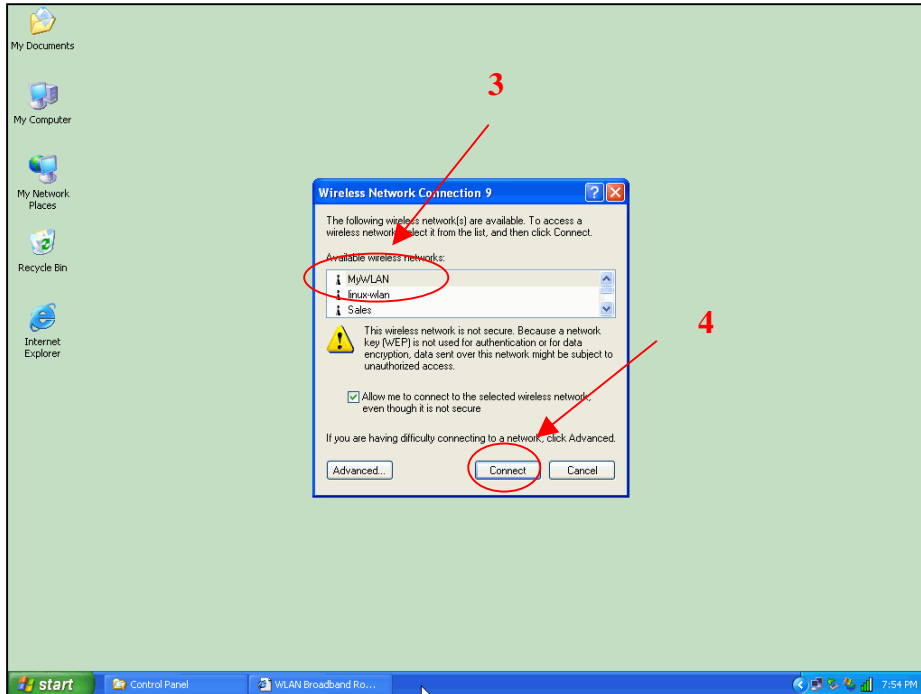 My Documents
My Computer
My Network
Places
Recycle Bin
Internet
Explorer
3
Wireless Network Connection 9
The following wireless network(s) are available. To access a
wireless network, select it from the list, and then click Connect.
Available wireless networks:
MyWLAN
linux-wlan
Sales
This wireless network is not secure. Because a network
key (WEP) is not used for authentication or for data
encryption, data sent over this network might be subject to
unauthorized access.
Allow me to connect to the selected wireless network,
even though it is not secure
If you are having difficulty connecting to a network, click Advanced.
Advanced...
Connect
Cancel
4
start
Control Panel
WLAN Broadband Ro...
7:54 PM